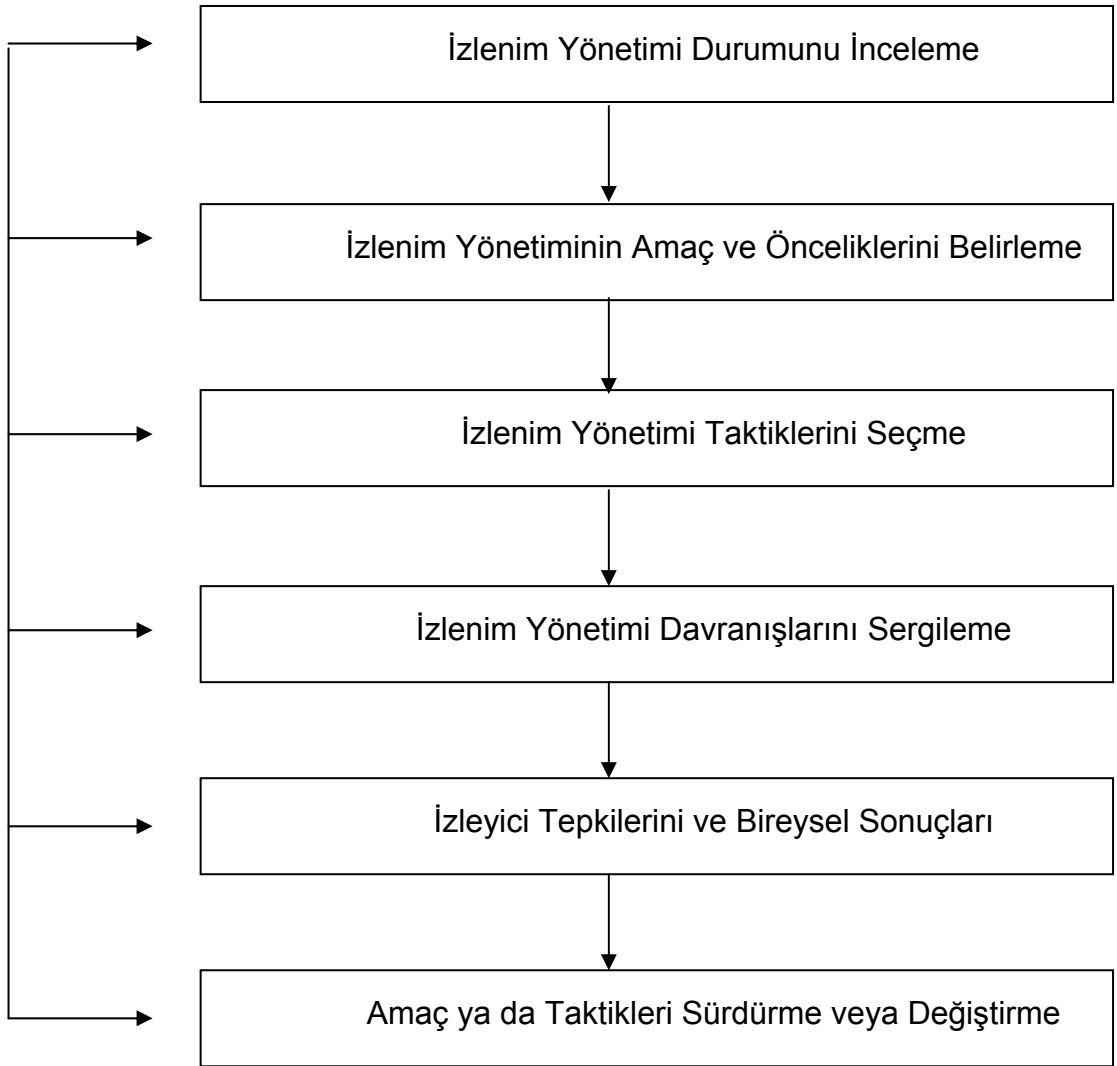 İzlenim Yönetimi Durumunu İnceleme
İzlenim Yönetiminin Amaç ve Önceliklerini Belirleme
İzlenim Yönetimi Taktiklerini Seçme
İzlenim Yönetimi Davranışlarını Sergileme
İzleyici Tepkilerini ve Bireysel Sonuçları
Amaç ya da Taktikleri Sürdürme veya Değiştirme